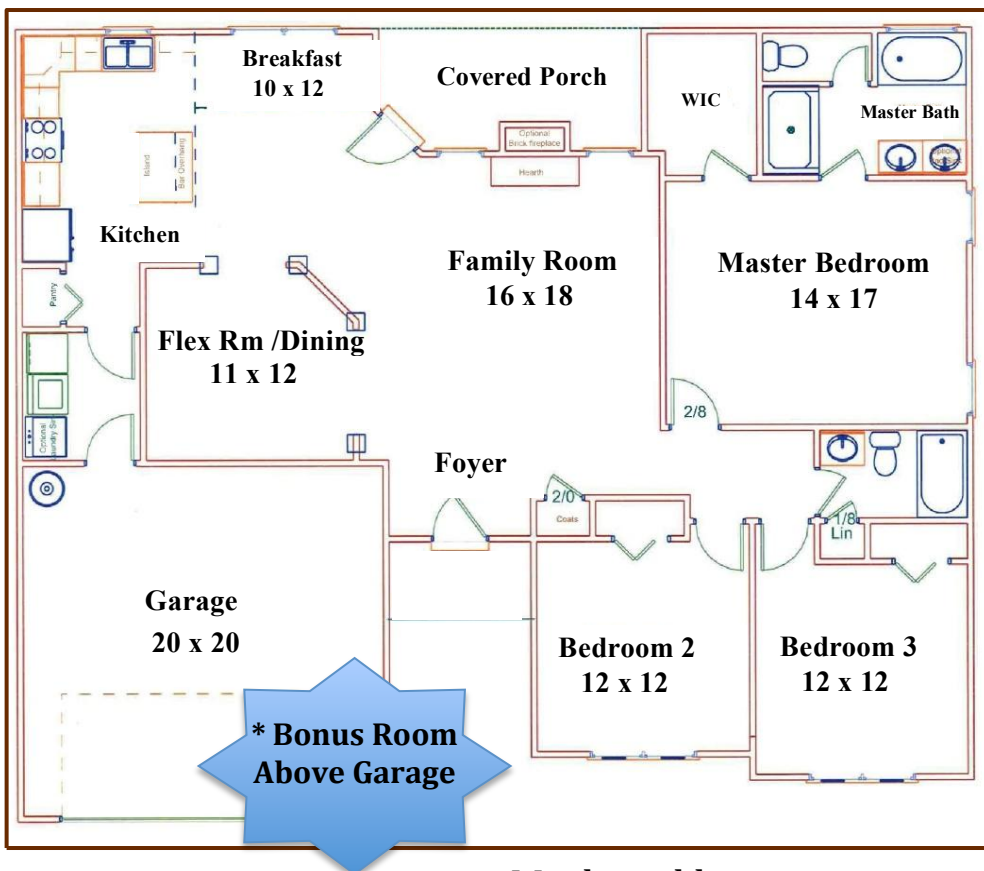 Breakfast
10 x 12
Covered Porch
WIC
Master Bath
Optional
Brick fireplace
Hearth
Island
Bar Overhang
Kitchen
Family Room
16 x 18
Master Bedroom
14 x 17
Pantry
Flex Rm /Dining
11 x 12
2/8
Optional
Foyer
2/0
Coats
1/8
Lin
Garage
20 x 20
Bedroom 2
12 x 12
Bedroom 3
12 x 12
* Bonus Room
Above Garage